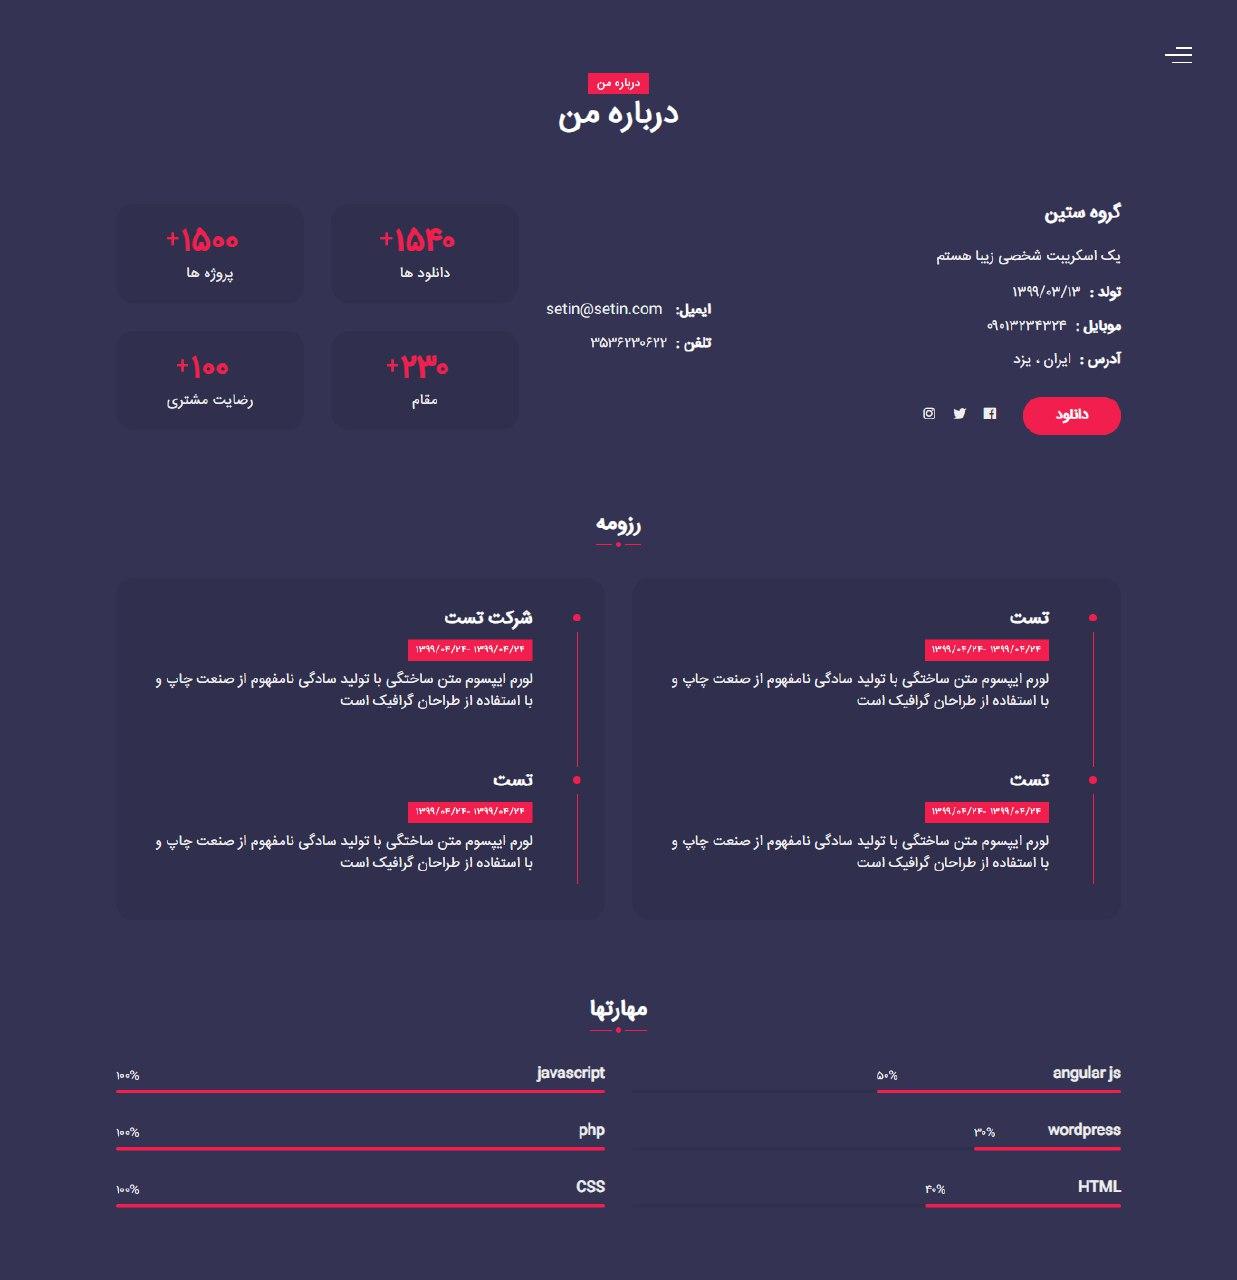 درباره من
درباره من
گروه ستین
یک اسکریبت شخصی زیبا هستم
تولد : ۱۳۹۹/۰۳/۱۳
موبایل : ۰۹۰۱۳۲۳۴۳۲۴
آدرس : ایران ، یزد
دانلود
ایمیل: setin@setin.com
تلفن : ۳۵۳۶۲۳۰۶۲۲
+۱۵۴۰
دانلود ها
+۱۵۰۰
پروژه ها
+۲۳۰
مقام
+۱۰۰
رضایت مشتری
رزومه
تست
۱۳۹۹/۰۴/۲۴ -۱۳۹۹/۰۴/۲۴
لورم ایپسوم متن ساختگی با تولید سادگی نامفهوم از صنعت چاپ و
با استفاده از طراحان گرافیک است
تست
۱۳۹۹/۰۴/۲۴ -۱۳۹۹/۰۴/۲۴
لورم ایپسوم متن ساختگی با تولید سادگی نامفهوم از صنعت چاپ و
با استفاده از طراحان گرافیک است
شرکت تست
۱۳۹۹/۰۴/۲۴ -۱۳۹۹/۰۴/۲۴
لورم ایپسوم متن ساختگی با تولید سادگی نامفهوم از صنعت چاپ و
با استفاده از طراحان گرافیک است
تست
۱۳۹۹/۰۴/۲۴ -۱۳۹۹/۰۴/۲۴
لورم ایپسوم متن ساختگی با تولید سادگی نامفهوم از صنعت چاپ و
با استفاده از طراحان گرافیک است
مهارتها
angular js ۵۰%
wordpress ۳۰%
HTML ۴۰%
javascript ۱۰۰%
php ۱۰۰%
CSS ۱۰۰%